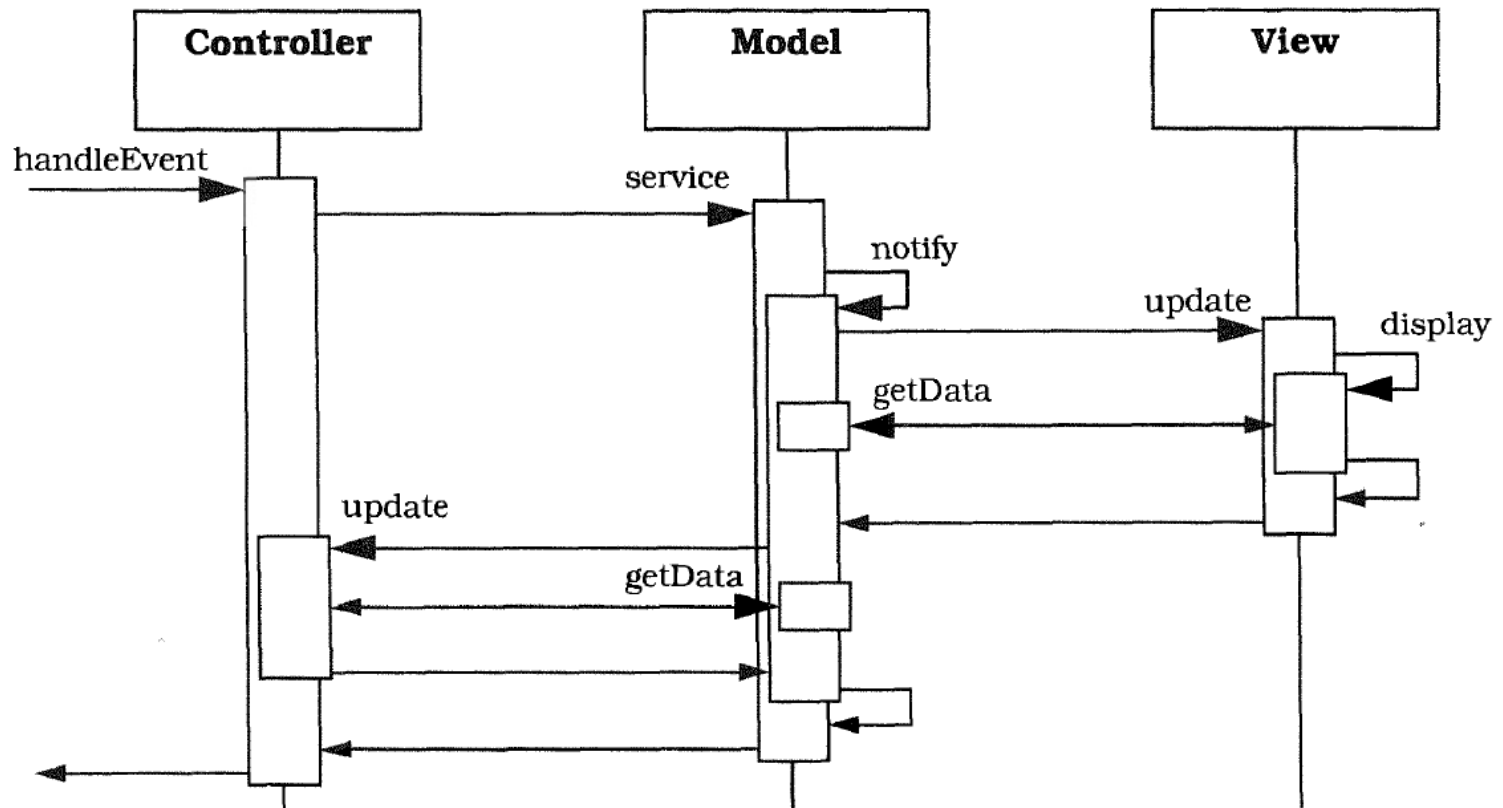 Controller
Model
View
handleEvent
service
notify
update
display
getData
update
getData